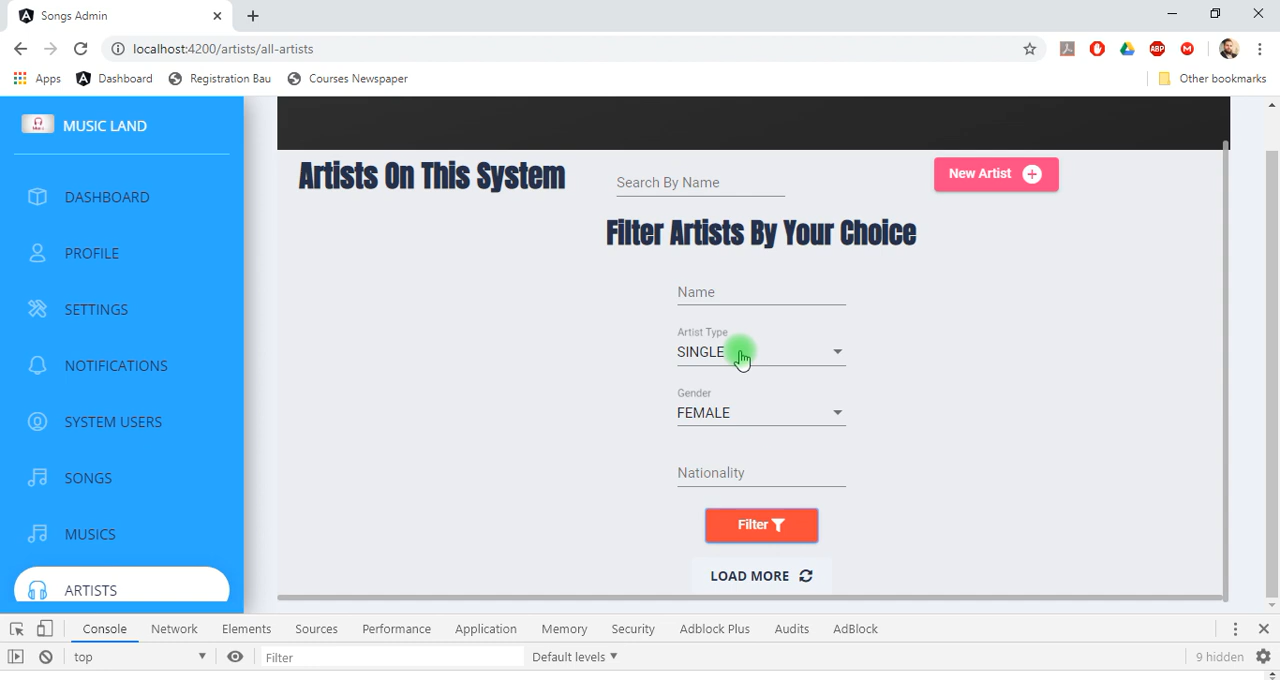 Songs Admin
localhost:4200/artists/all-artists
Apps Dashboard Registration Bau Courses Newspaper Other bookmarks
MUSIC LAND
DASHBOARD
PROFILE
SETTINGS
NOTIFICATIONS
SYSTEM USERS
SONGS
MUSICS
ARTISTS
Artists On This System
Search By Name
New Artist
Filter Artists By Your Choice
Name
Artist Type
SINGLE
Gender
FEMALE
Nationality
Filter
LOAD MORE
Console Network Elements Sources Performance Application Memory Security Adblock Plus Audits AdBlock
top Filter Default levels 9 hidden